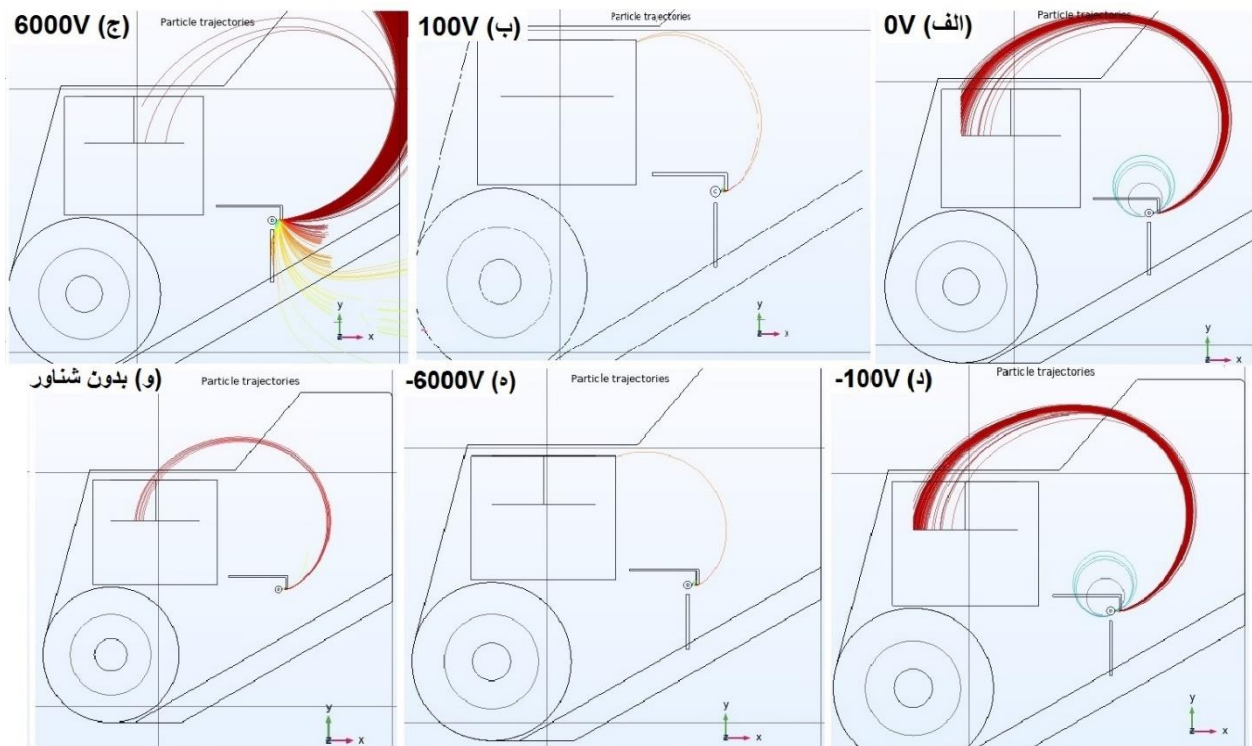 (الف) 0V
Particle trajectories
(ب) 100V
Particle trajectories
(ج) 6000V
Particle trajectories
y
x
y
x
y
z
x
(د) -100V
Particle trajectories
(ه) -6000V
Particle trajectories
(و) بدون شناور
Particle trajectories
y
z
x
y
z
x
y
z
x